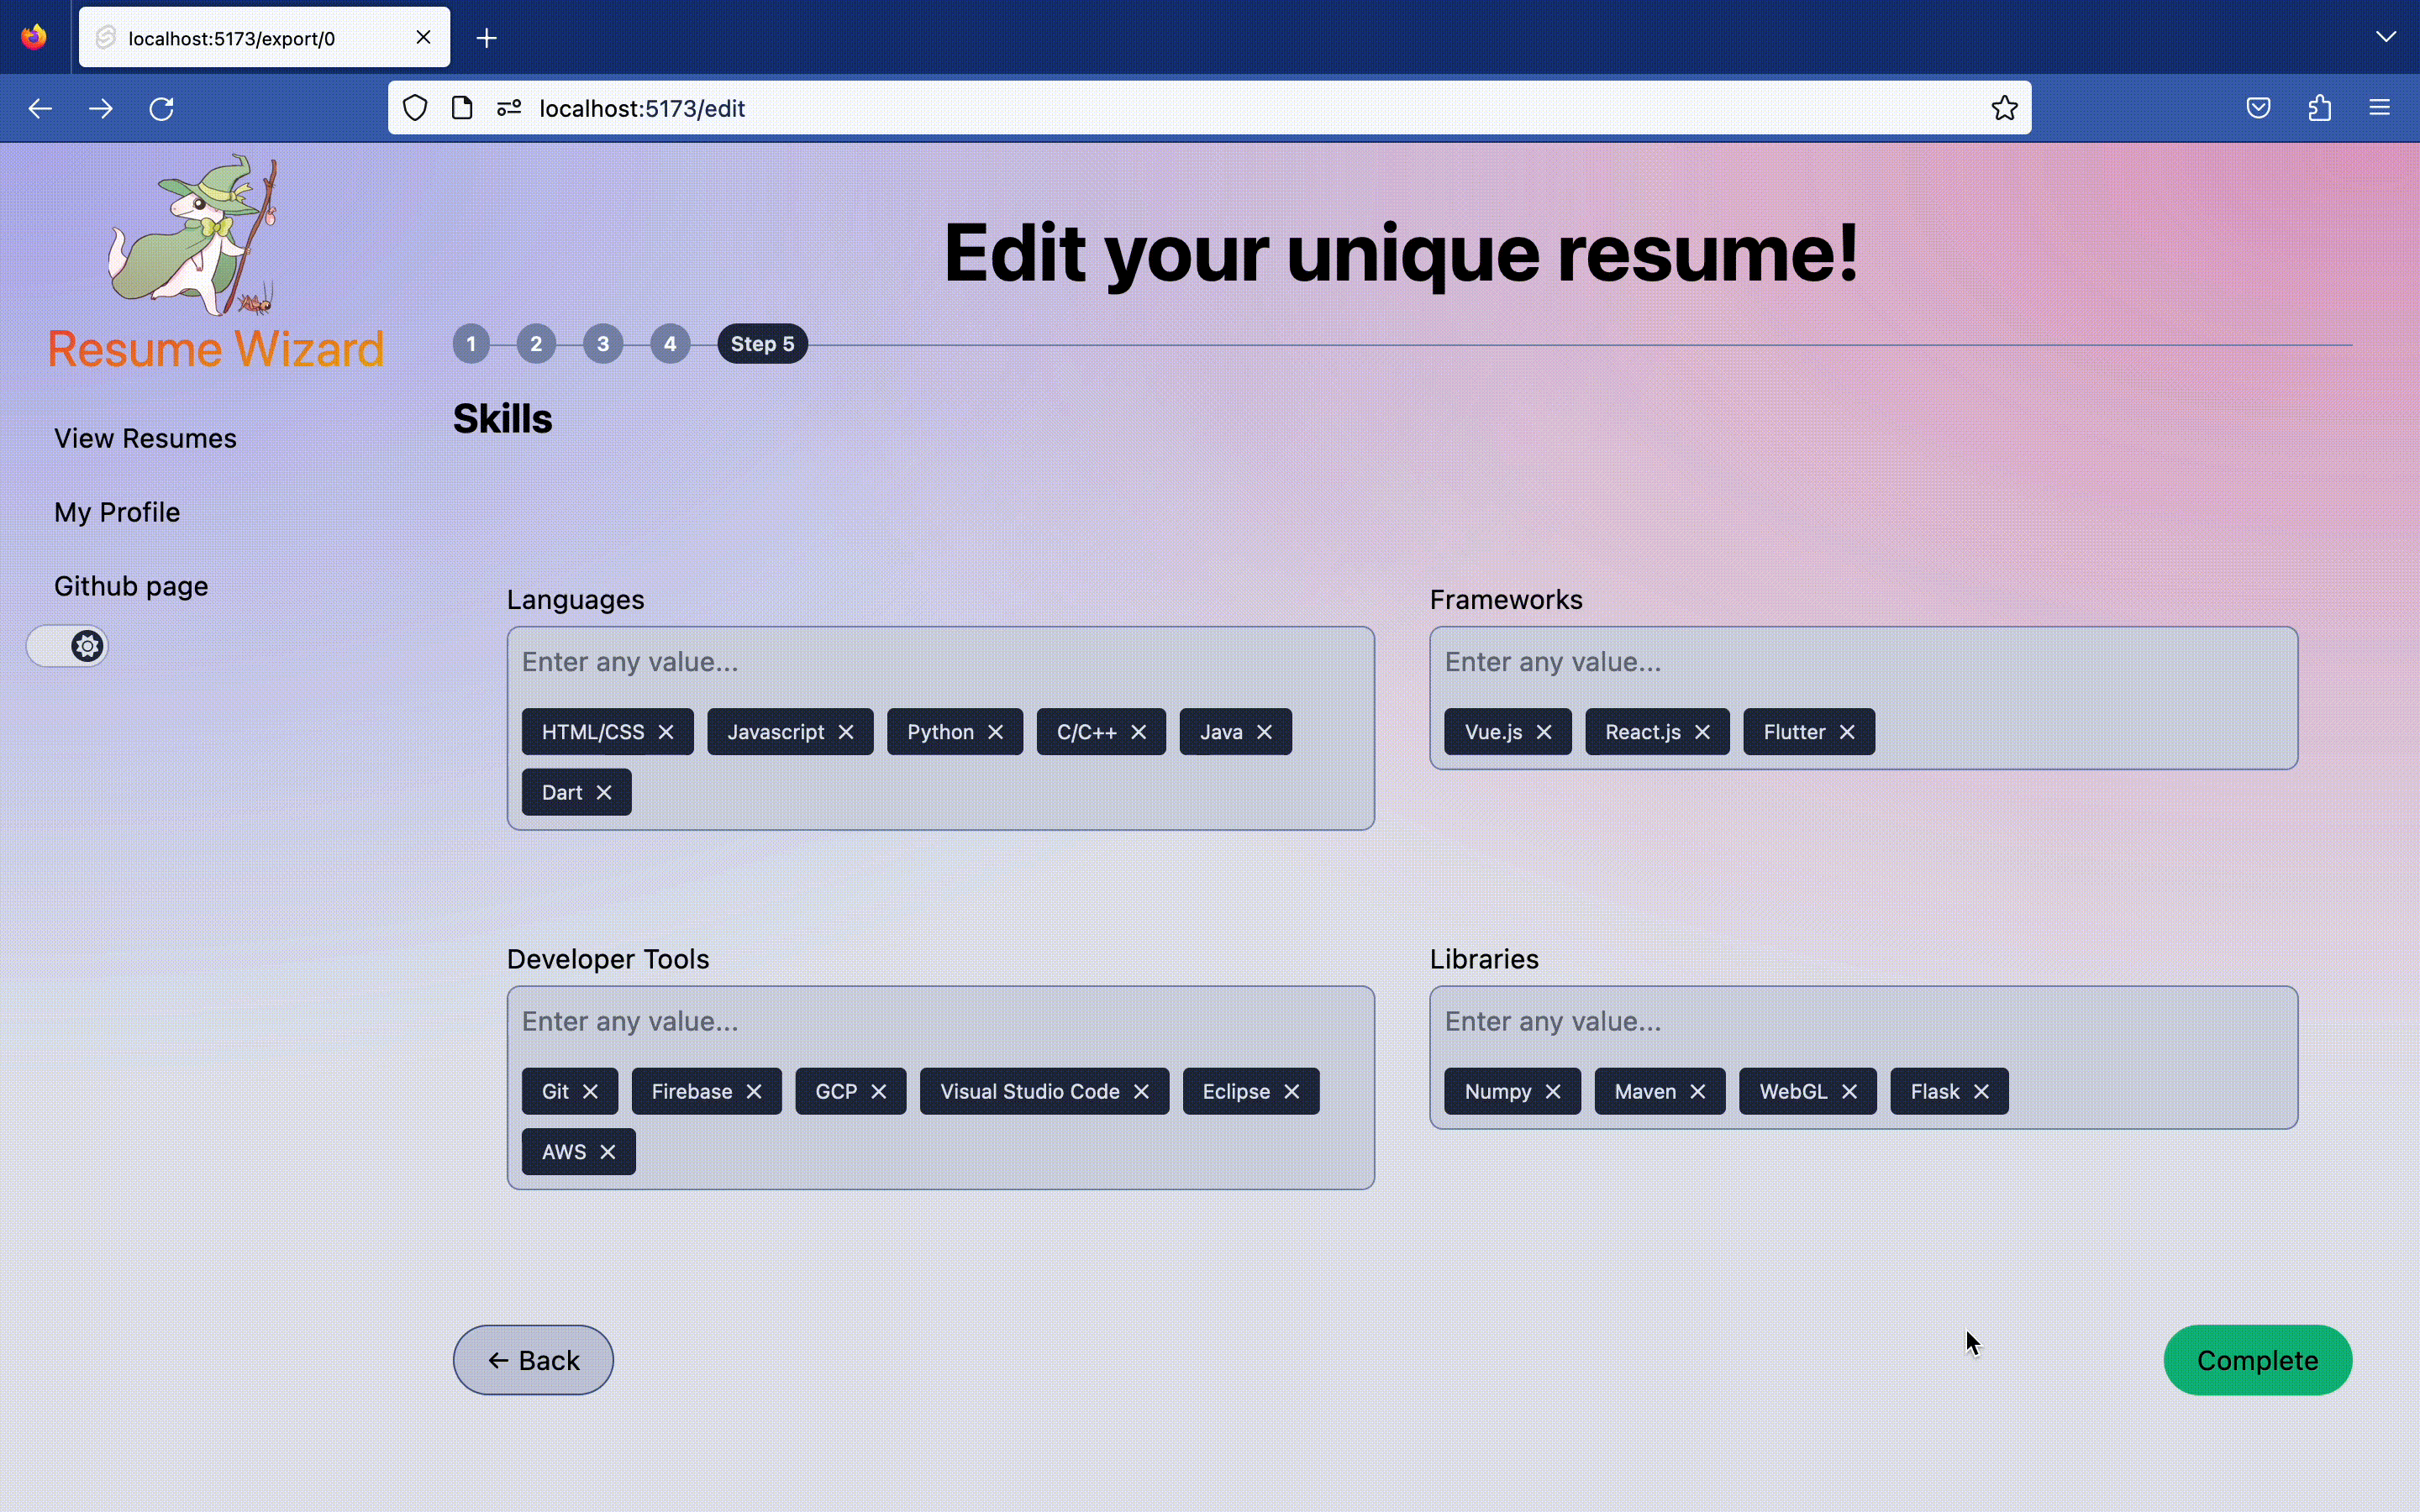 localhost:5173/export/0
localhost:5173/edit
Resume Wizard
View Resumes
My Profile
Github page
Edit your unique resume!
1 2 3 4 Step 5
Skills
Languages
Enter any value...
HTML/CSS Javascript Python C/C++ Java
Dart
Frameworks
Enter any value...
Vue.js React.js Flutter
Developer Tools
Enter any value...
Git Firebase GCP Visual Studio Code Eclipse
AWS
Libraries
Enter any value...
Numpy Maven WebGL Flask
← Back
Complete